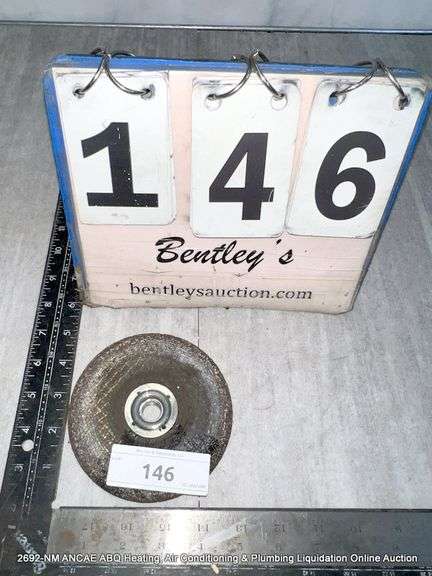 146
Bentley's
bentleysauction.com
146
2692-NM ANCAE ABQ Heating, Air Conditioning & Plumbing Liquidation Online Auction